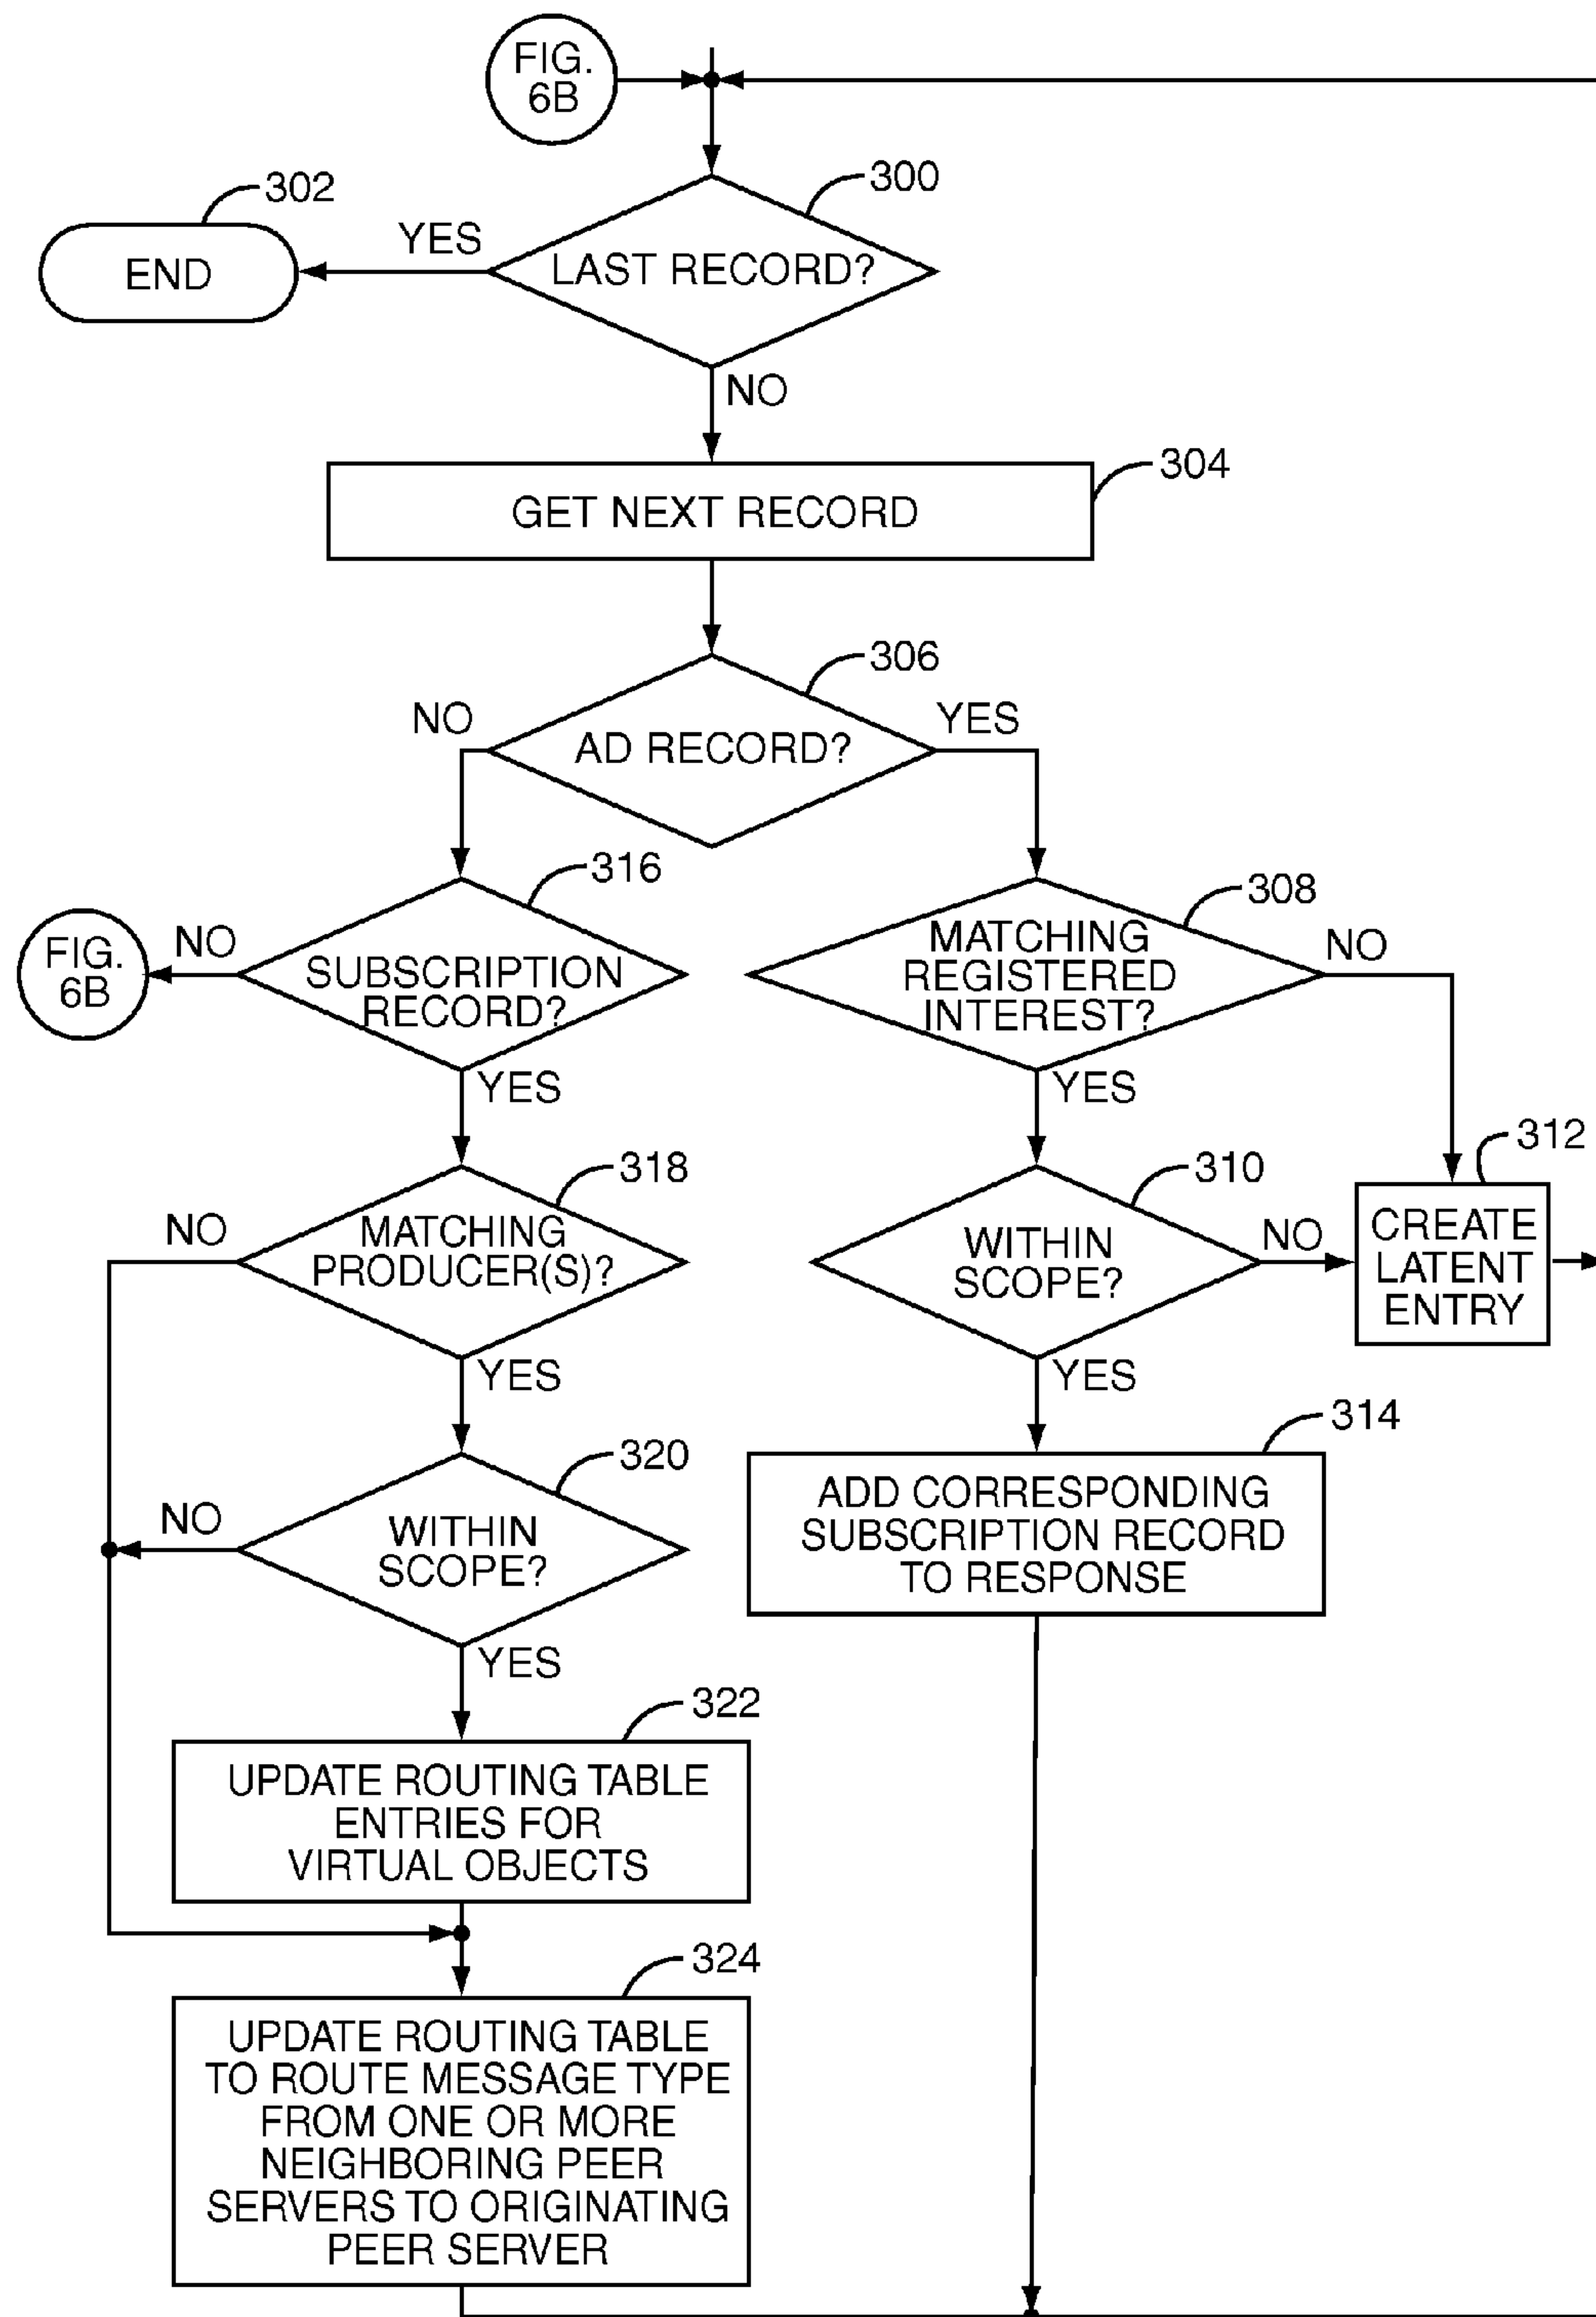 FIG.
6B
300
302
YES
LAST RECORD?
END
NO
304
GET NEXT RECORD
306
NO
YES
AD RECORD?
316
308
FIG.
6B
NO
SUBSCRIPTION
RECORD?
MATCHING
REGISTERED
INTEREST?
NO
YES
YES
318
310
312
NO
MATCHING
PRODUCER(S)?
WITHIN
SCOPE?
NO
CREATE
LATENT
ENTRY
YES
YES
320
314
NO
WITHIN
SCOPE?
ADD CORRESPONDING
SUBSCRIPTION RECORD
TO RESPONSE
YES
322
UPDATE ROUTING TABLE
ENTRIES FOR
VIRTUAL OBJECTS
324
UPDATE ROUTING TABLE
TO ROUTE MESSAGE TYPE
FROM ONE OR MORE
NEIGHBORING PEER
SERVERS TO ORIGINATING
PEER SERVER